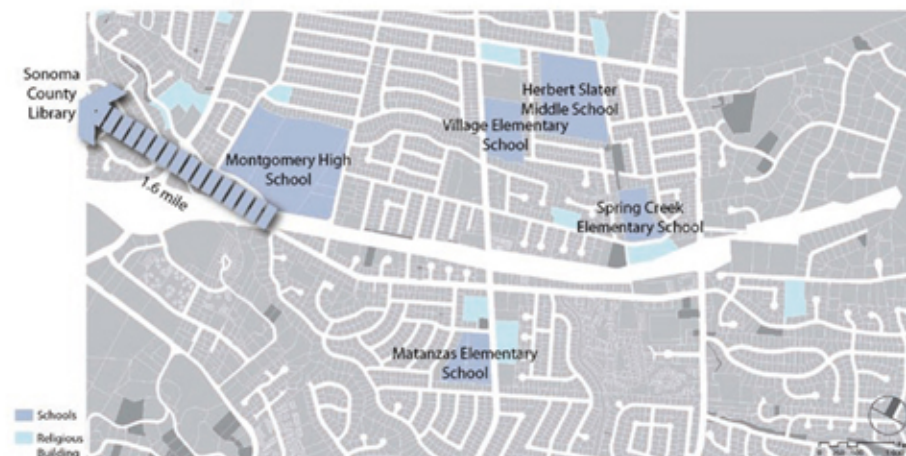 Sonoma
County
Library
1.6 mile
Montgomery High
School
Herbert Slater
Middle School
Village Elementary
School
Spring Creek
Elementary School
Matanzas Elementary
School
Schools
Religious
Building